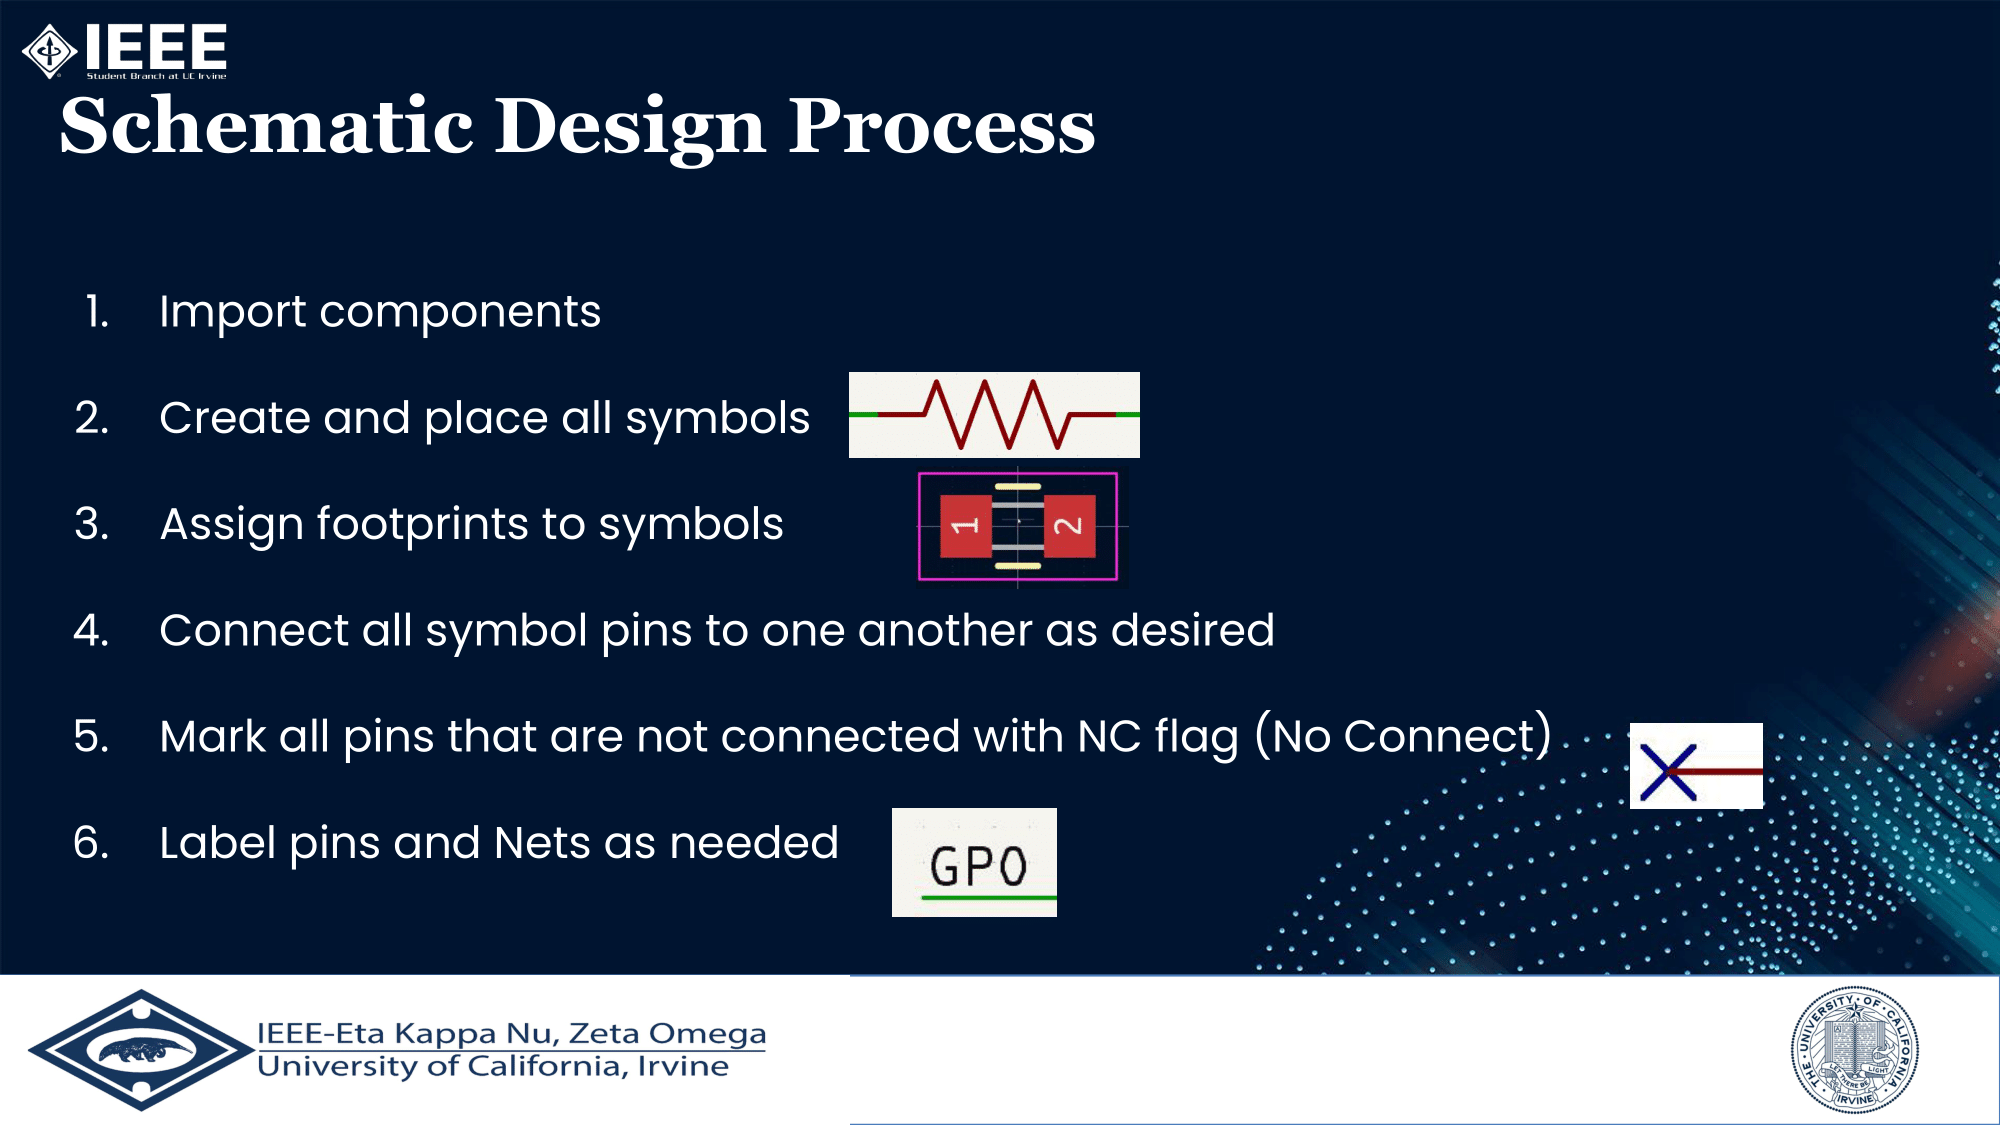 IEEE
Student Branch at UC Irvine
Schematic Design Process
1. Import components
2. Create and place all symbols
3. Assign footprints to symbols
1 2
4. Connect all symbol pins to one another as desired
5. Mark all pins that are not connected with NC flag (No Connect)
6. Label pins and Nets as needed
GPO
IEEE-Eta Kappa Nu, Zeta Omega
University of California, Irvine
THE · UNIVERSITY · OF · CALIFORNIA · IRVINE
LET THERE BE LIGHT